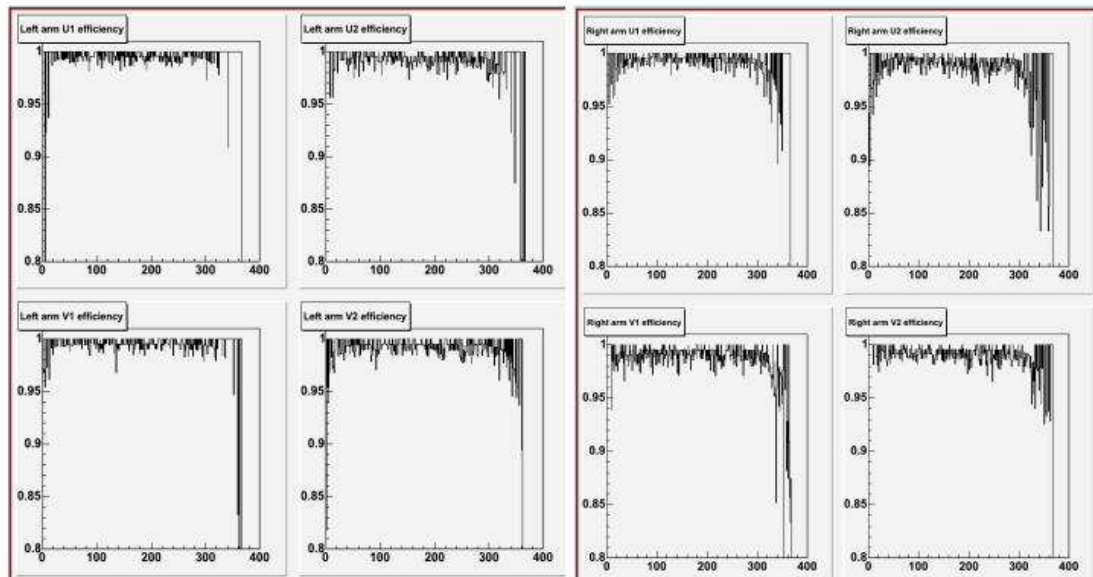 Left arm U1 efficiency
1
0.95
0.9
0.85
0.8
0 100 200 300 400
Left arm U2 efficiency
1
0.95
0.9
0.85
0.8
0 100 200 300 400
Right arm U1 efficiency
1
0.95
0.9
0.85
0.8
0 100 200 300 400
Right arm U2 efficiency
1
0.95
0.9
0.85
0.8
0 100 200 300 400
Left arm V1 efficiency
1
0.95
0.9
0.85
0.8
0 100 200 300 400
Left arm V2 efficiency
1
0.95
0.9
0.85
0.8
0 100 200 300 400
Right arm V1 efficiency
1
0.95
0.9
0.85
0.8
0 100 200 300 400
Right arm V2 efficiency
1
0.95
0.9
0.85
0.8
0 100 200 300 400